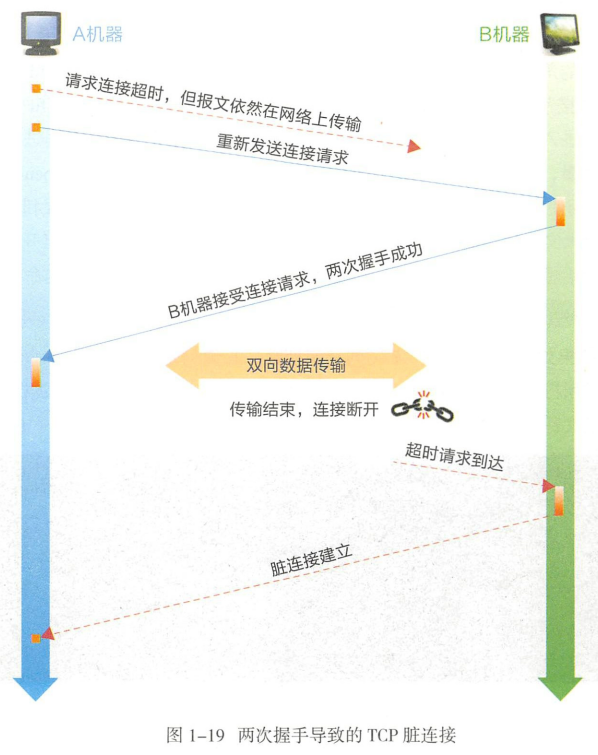 A机器
B机器
请求连接超时，但报文依然在网络上传输
重新发送连接请求
B机器接受连接请求，两次握手成功
双向数据传输
传输结束，连接断开
超时请求到达
脏连接建立
图 1-19 两次握手导致的 TCP 脏连接